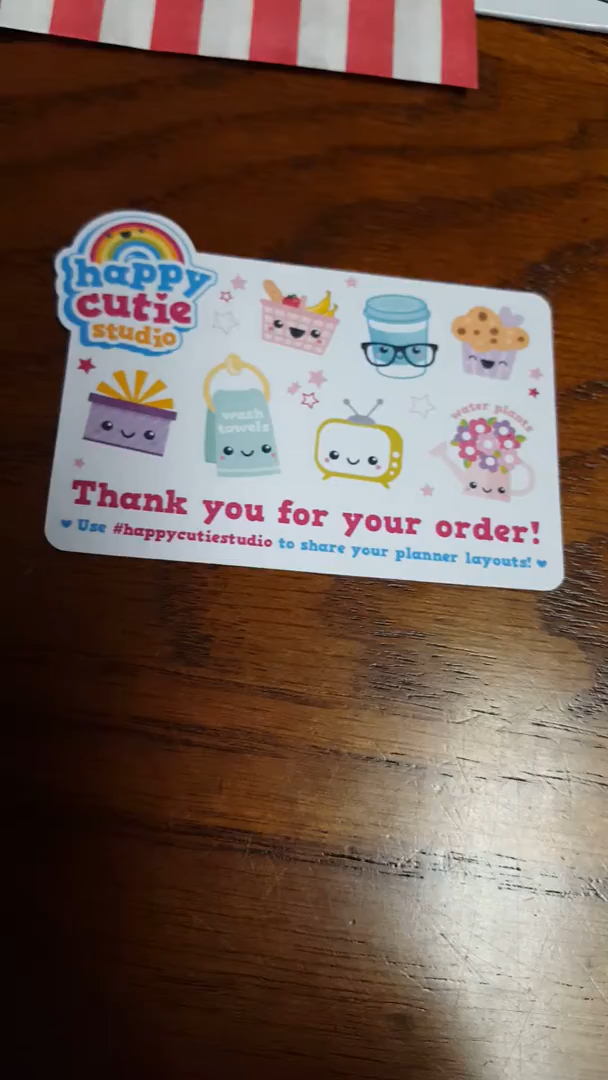 happy
cutie
studio
wash
towels
water plants
Thank you for your order!
Use #happycutiestudio to share your planner layouts!